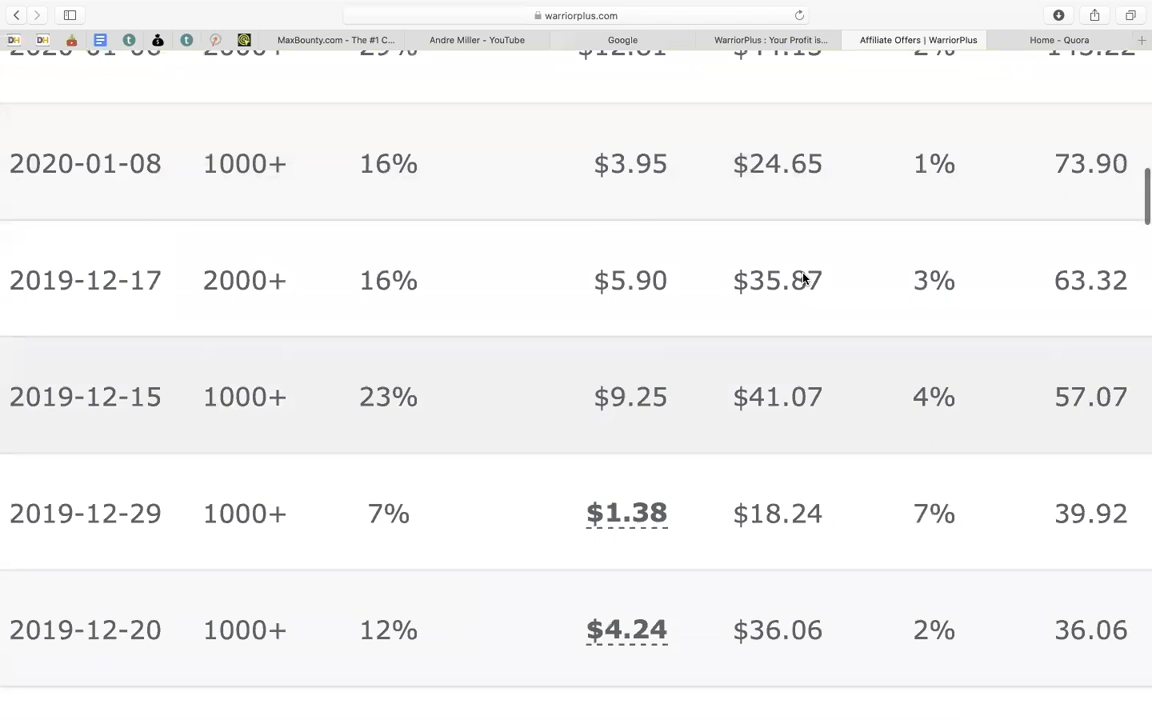 warriorplus.com
DH DH MaxBounty.com - The #1 C... Andre Miller - YouTube Google WarriorPlus : Your Profit is... Affiliate Offers | WarriorPlus Home - Quora
2020-01-08 1000+ 16% $3.95 $24.65 1% 73.90
2019-12-17 2000+ 16% $5.90 $35.87 3% 63.32
2019-12-15 1000+ 23% $9.25 $41.07 4% 57.07
2019-12-29 1000+ 7% $1.38 $18.24 7% 39.92
2019-12-20 1000+ 12% $4.24 $36.06 2% 36.06